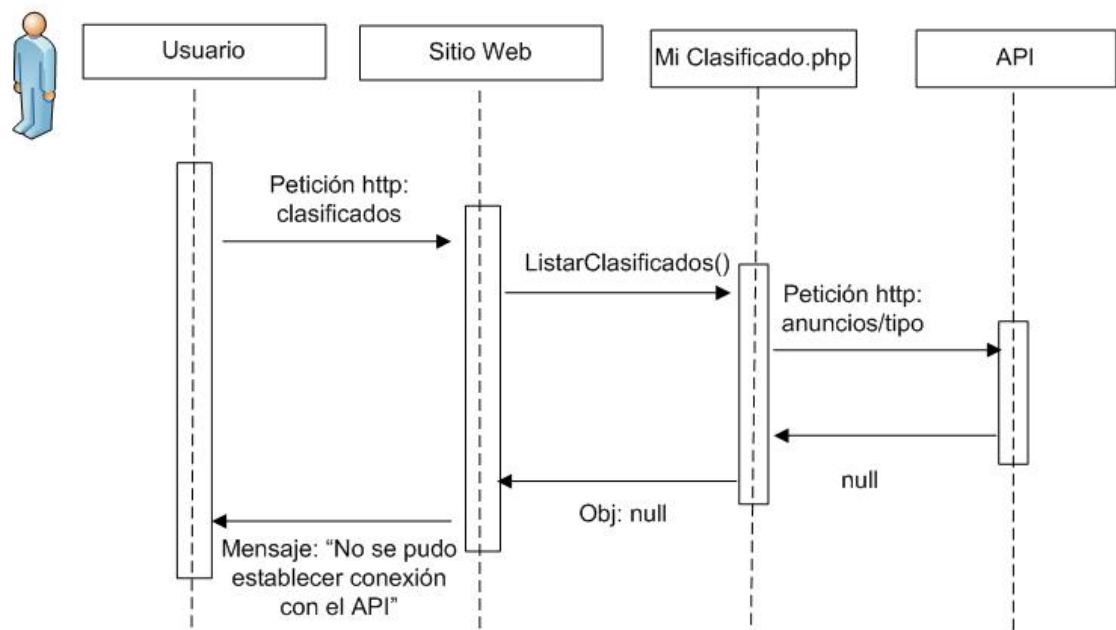 Usuario
Sitio Web
Mi Clasificado.php
API
Petición http:
clasificados
ListarClasificados()
Petición http:
anuncios/tipo
null
Obj: null
Mensaje: “No se pudo
establecer conexión
con el API”